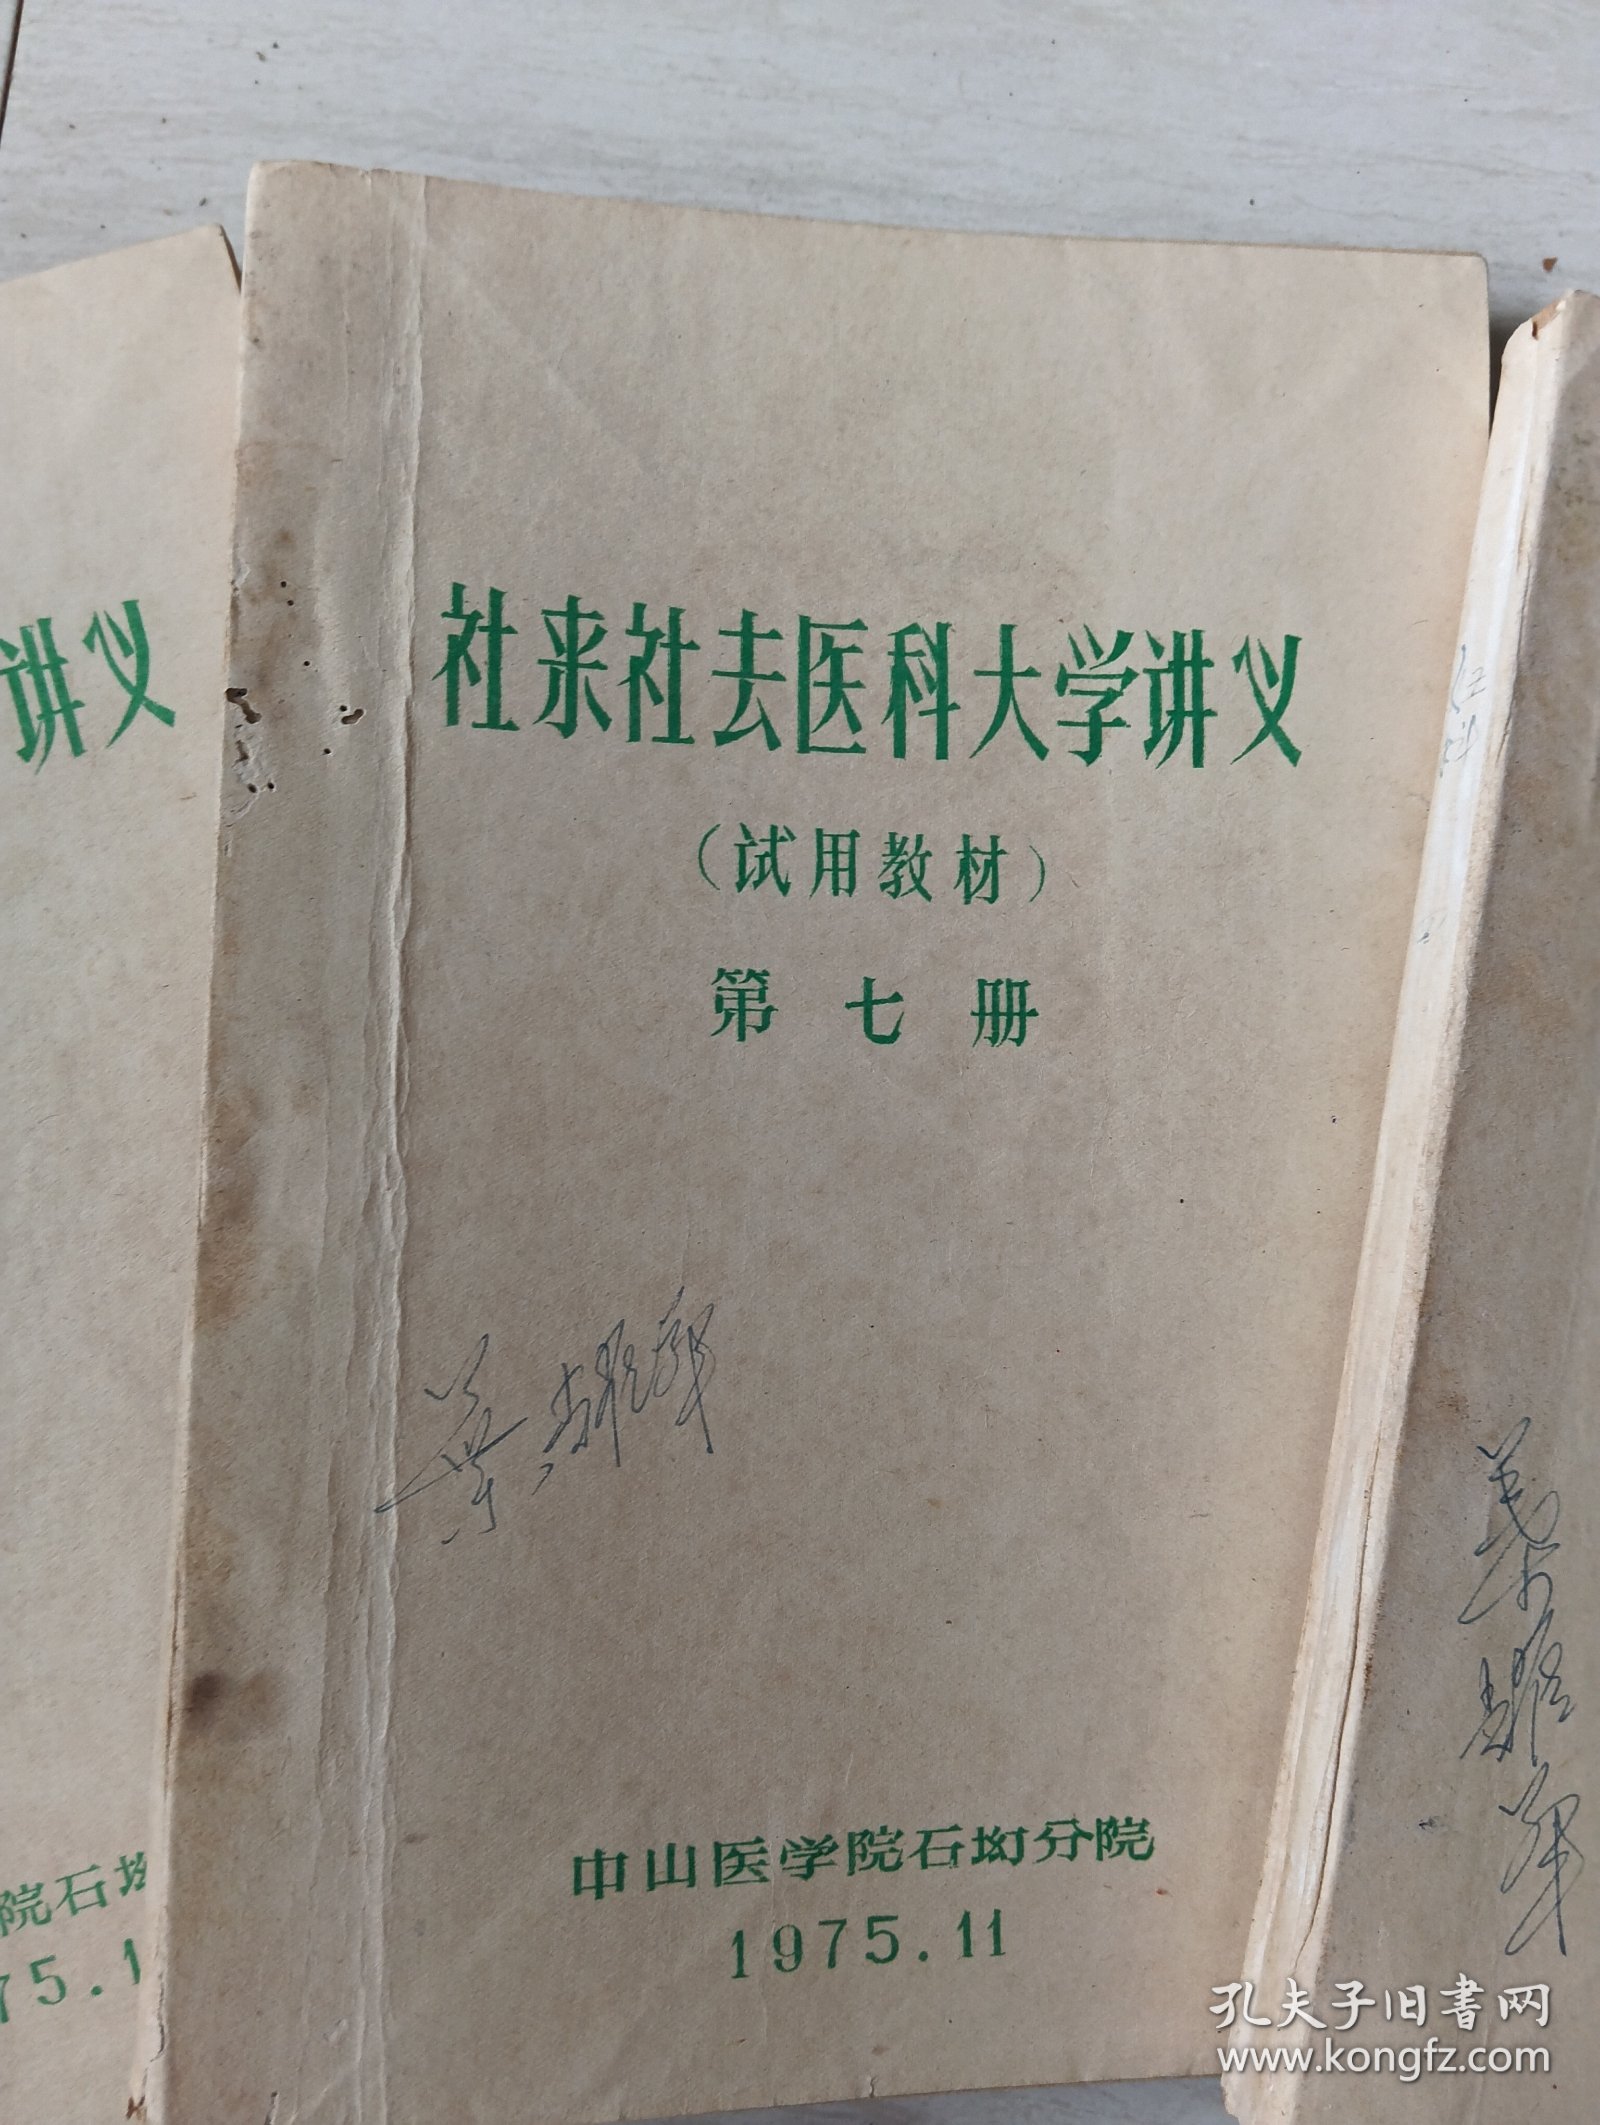 社来社去医科大学讲义
(试用教材)
第七册
中山医学院石坳分院
1975.11
讲义
院石坳
75.1
孔夫子旧书网
www.kongfz.com